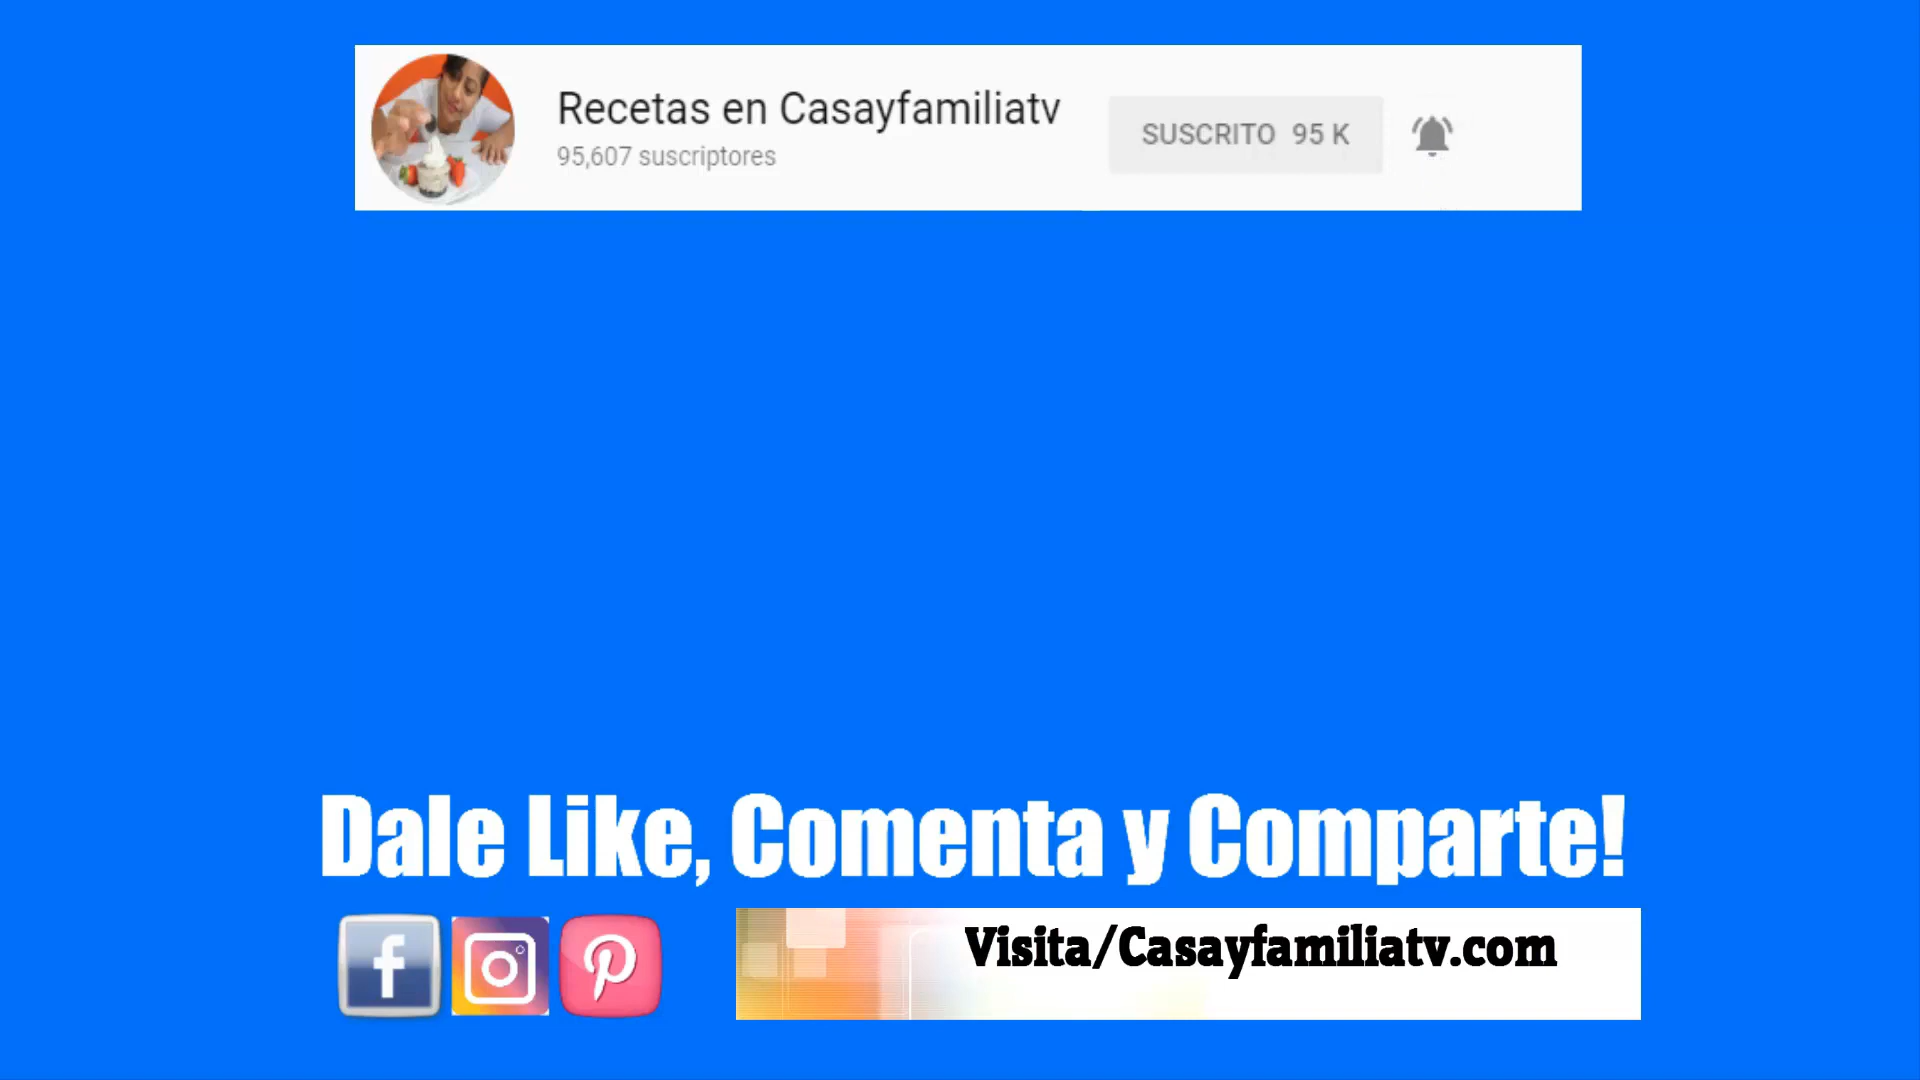 Recetas en Casayfamiliatv
95,607 suscriptores
SUSCRITO 95 K
Dale Like, Comenta y Comparte!
Visita/Casayfamiliatv.com